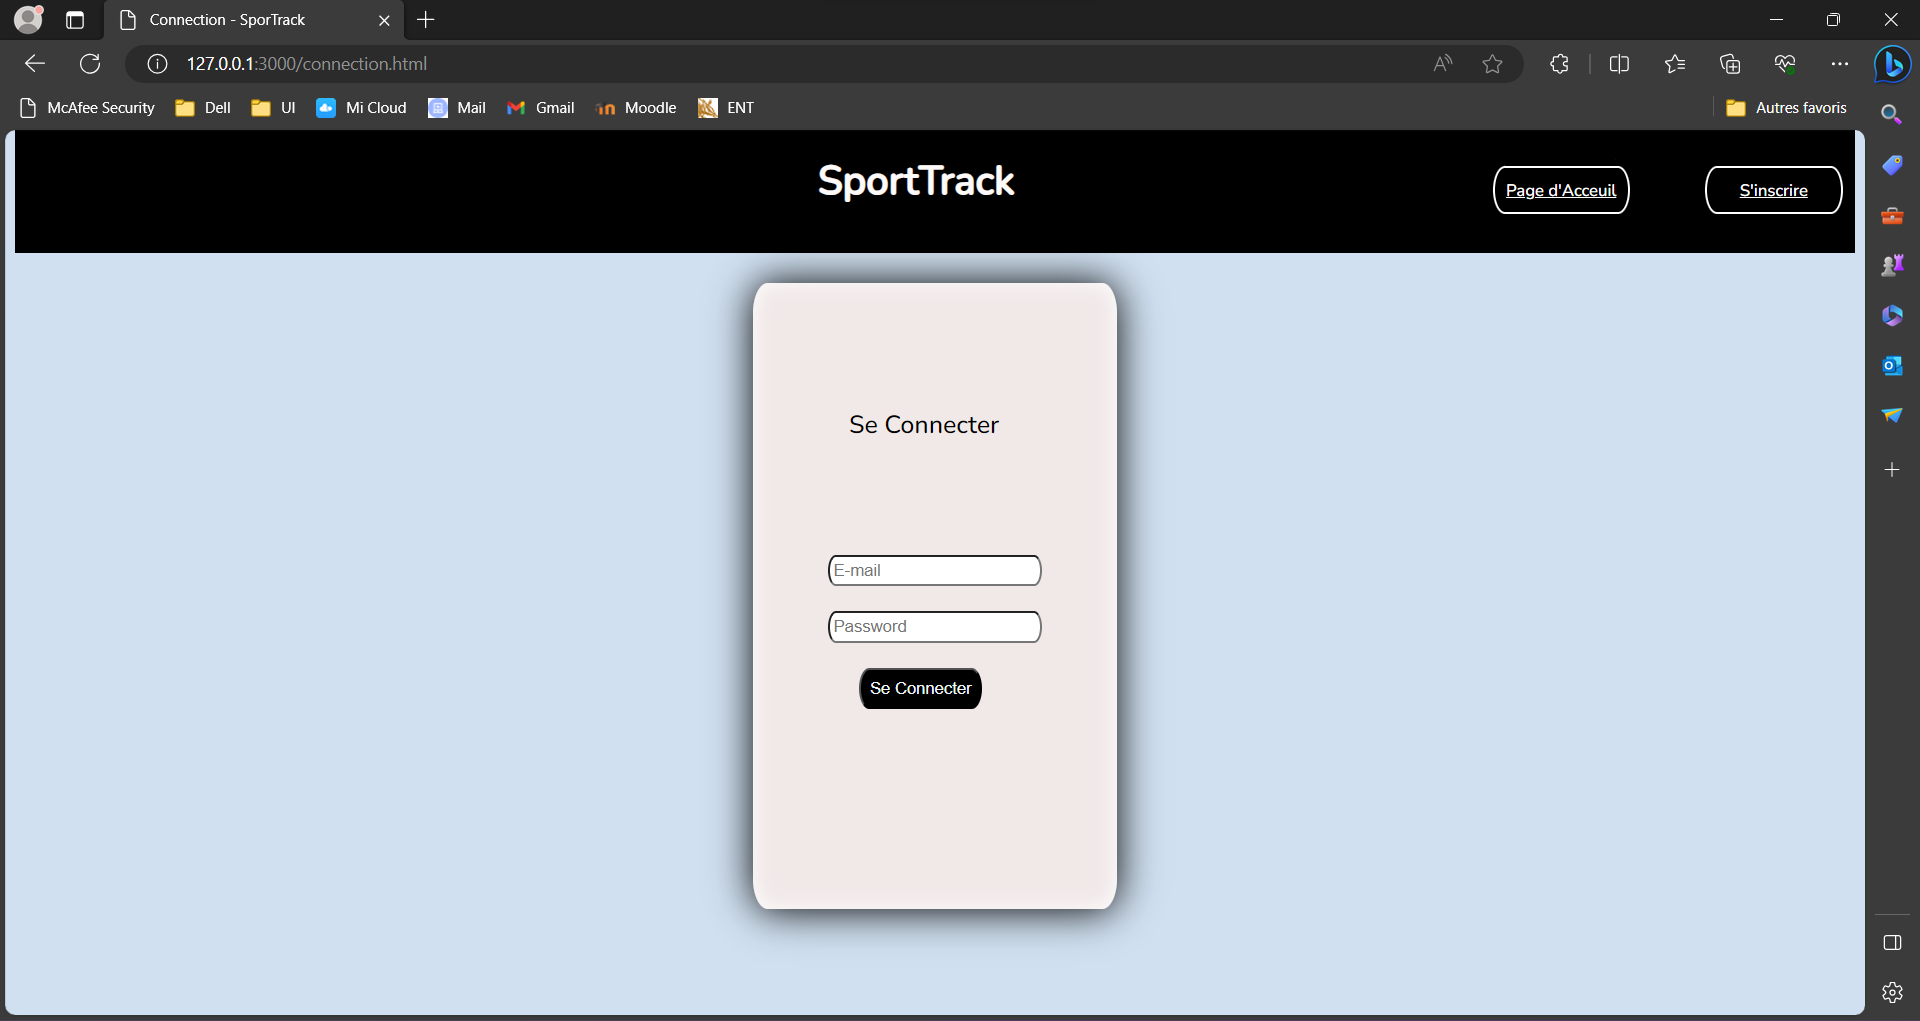 Connection - SporTrack
127.0.0.1:3000/connection.html
McAfee Security Dell UI Mi Cloud Mail Gmail Moodle ENT Autres favoris
SportTrack
Page d'Acceuil
S'inscrire
Se Connecter
E-mail
Password
Se Connecter